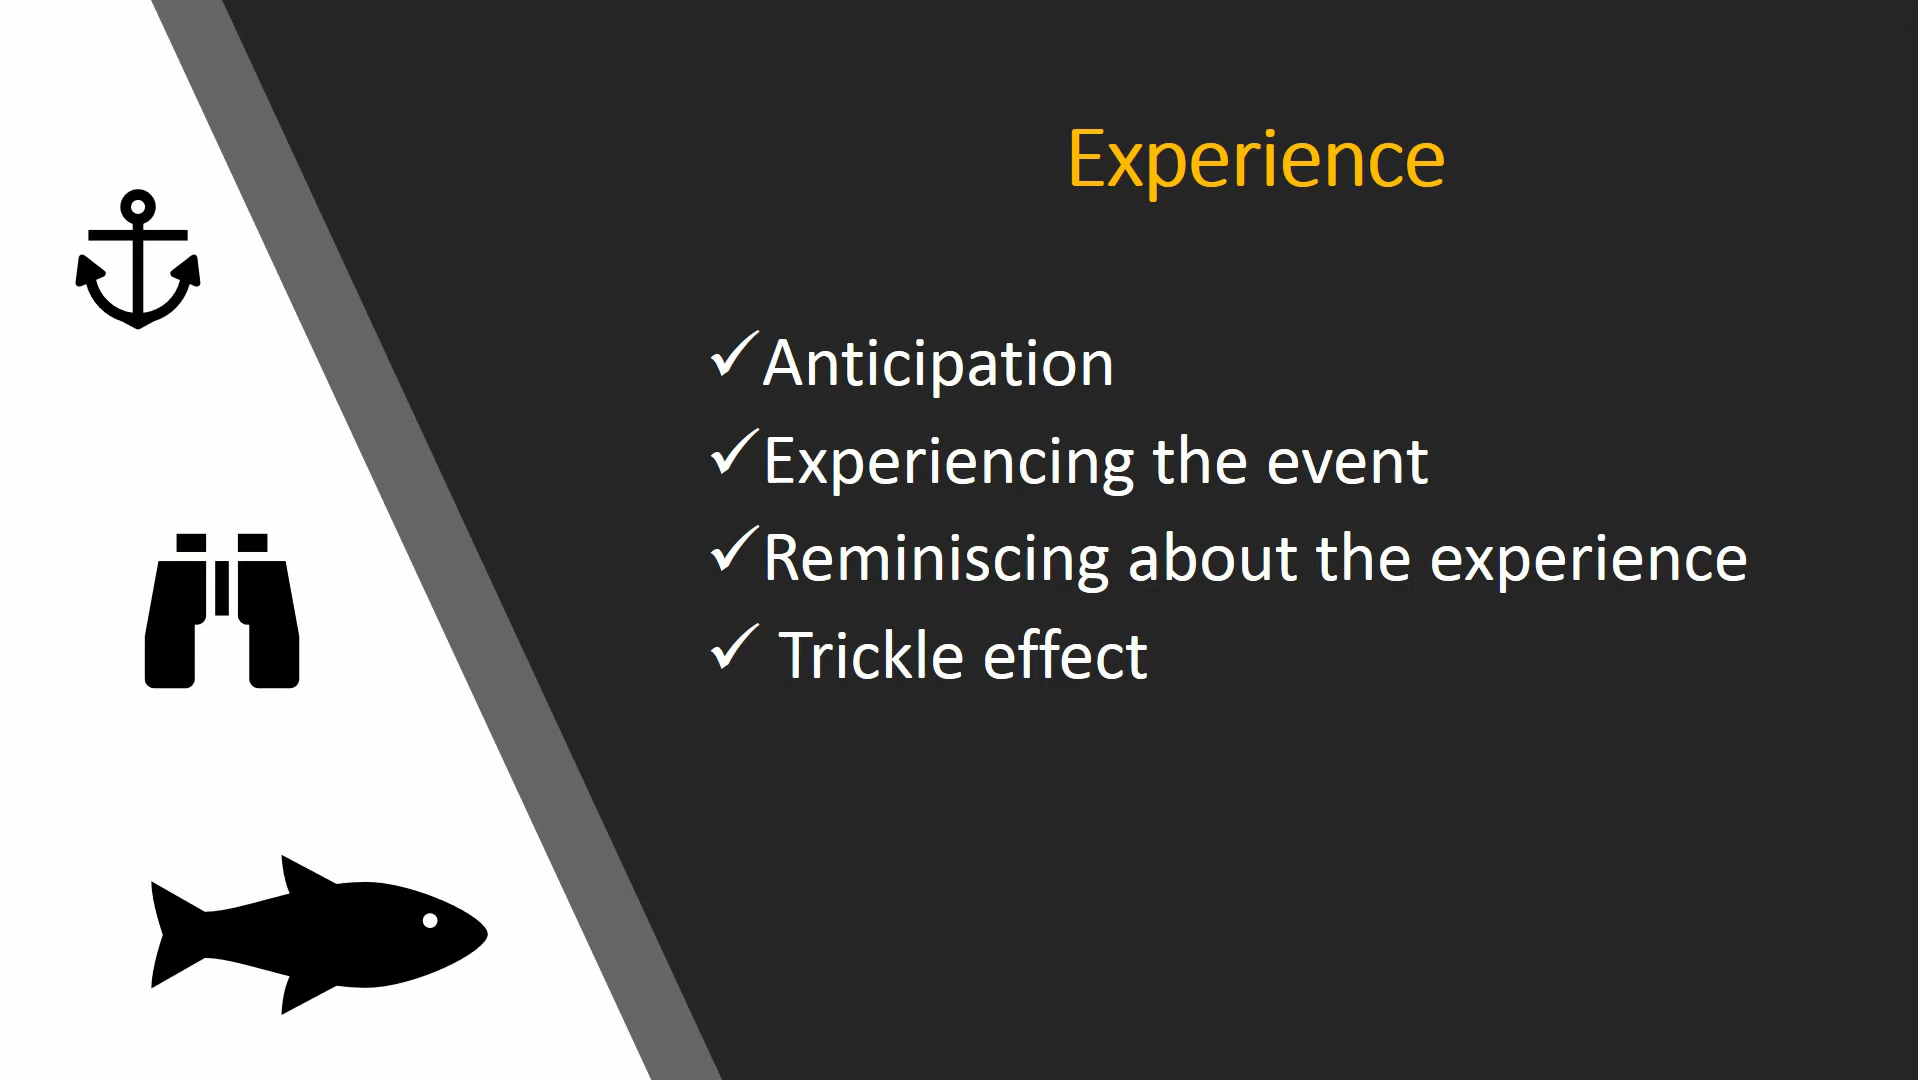 Experience
✓Anticipation
✓Experiencing the event
✓Reminiscing about the experience
✓ Trickle effect